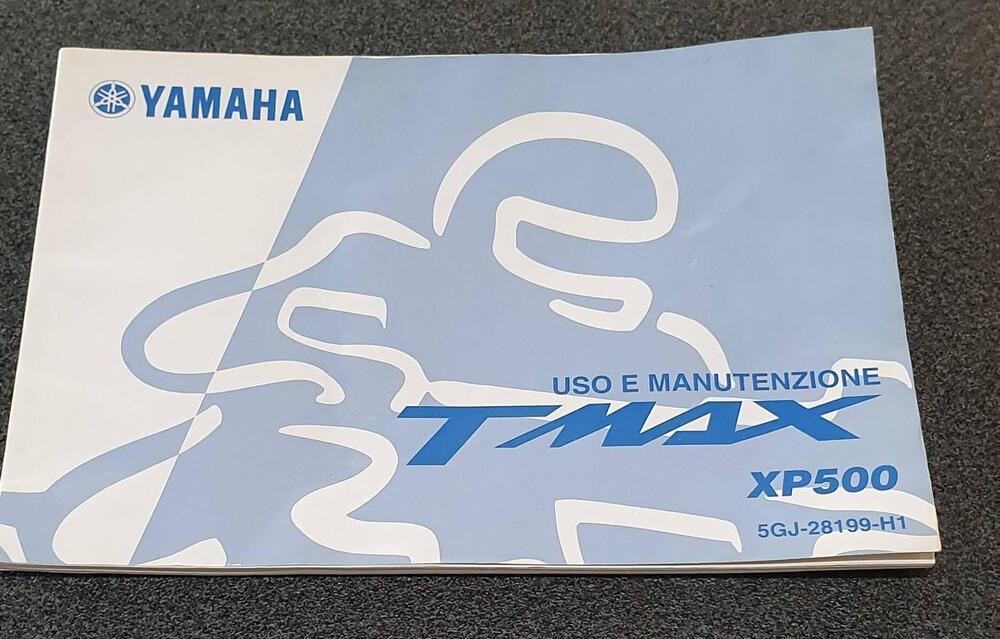 YAMAHA
USO E MANUTENZIONE
TMAX
XP500
5GJ-28199-H1